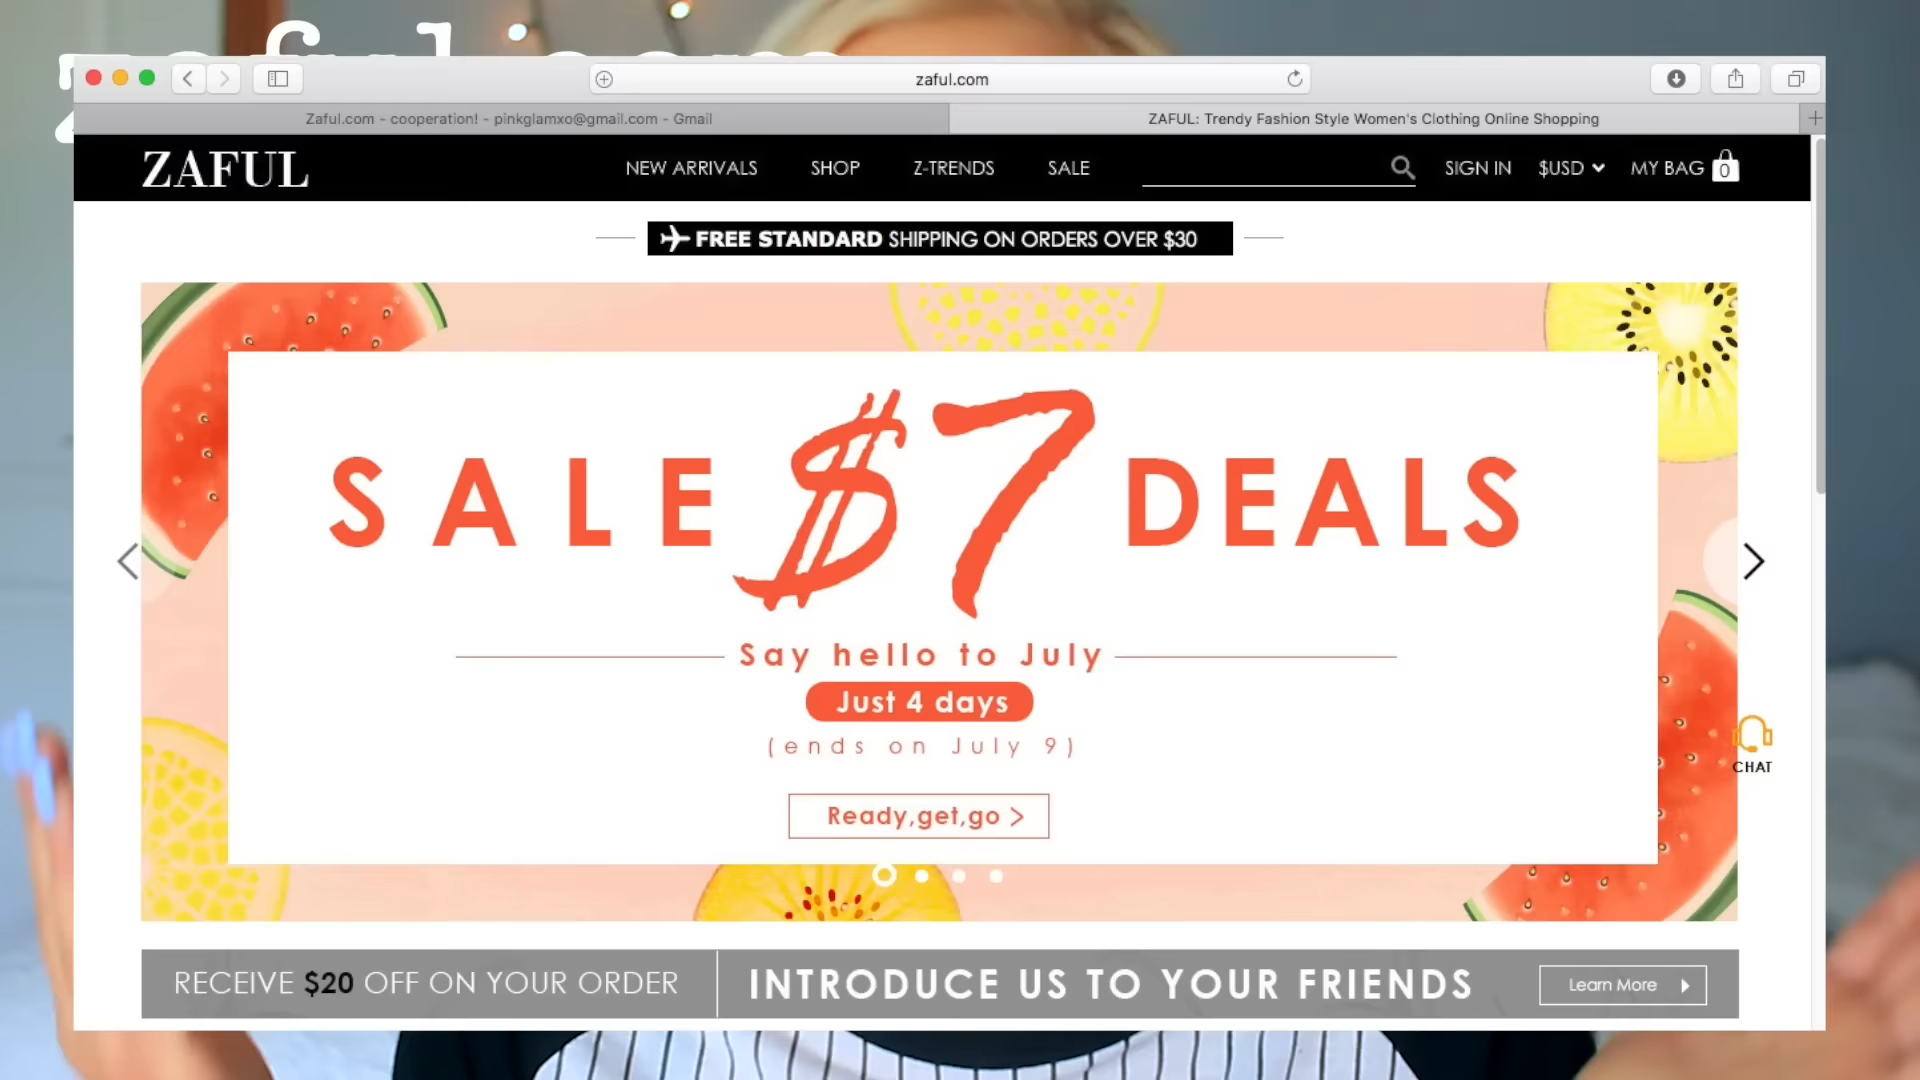 zaful.com
zaful.com
Zaful.com - cooperation! - pinkglamxo@gmail.com - Gmail
ZAFUL: Trendy Fashion Style Women's Clothing Online Shopping
ZAFUL
NEW ARRIVALS
SHOP
Z-TRENDS
SALE
SIGN IN
$USD
MY BAG
0
FREE STANDARD SHIPPING ON ORDERS OVER $30
SALE $7 DEALS
Say hello to July
Just 4 days
(ends on July 9)
Ready,get,go >
CHAT
RECEIVE $20 OFF ON YOUR ORDER
INTRODUCE US TO YOUR FRIENDS
Learn More